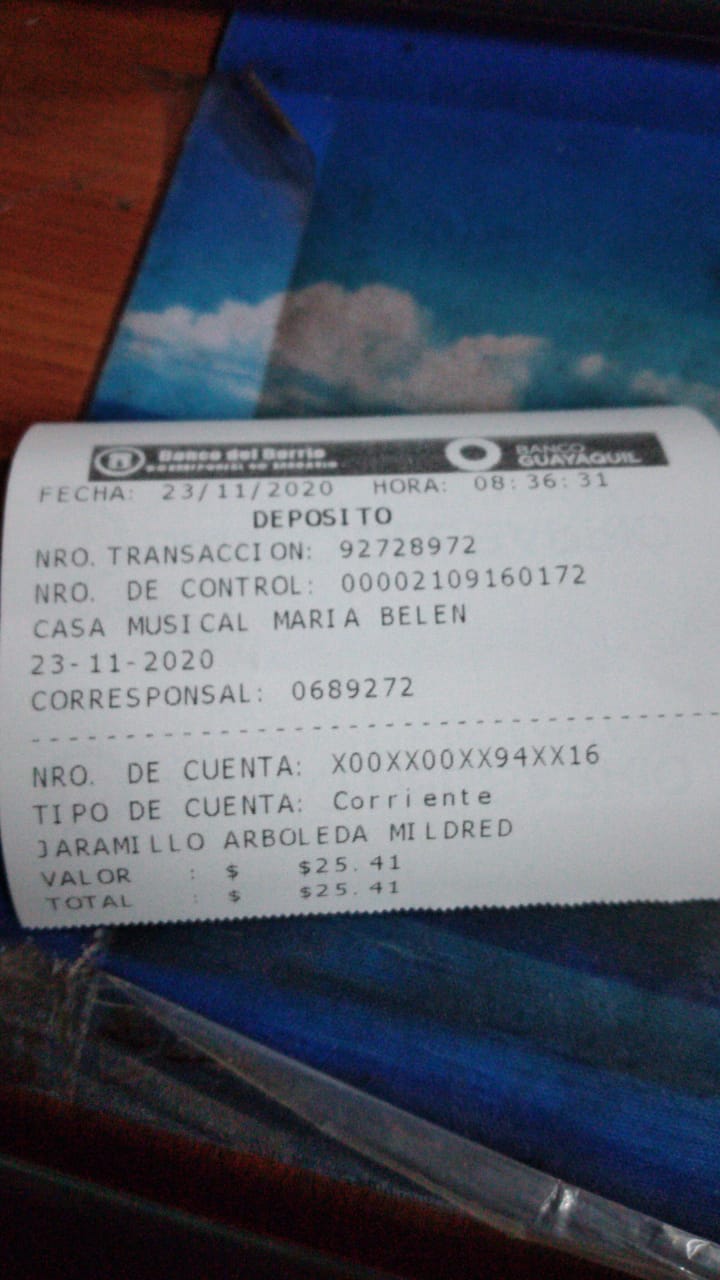 Banco del Barrio
BANCO
GUAYAQUIL
FECHA: 23/11/2020 HORA: 08:36:31
DEPOSITO
NRO. TRANSACCION: 92728972
NRO. DE CONTROL: 00002109160172
CASA MUSICAL MARIA BELEN
23-11-2020
CORRESPONSAL: 0689272
NRO. DE CUENTA: X00XX00XX94XX16
TIPO DE CUENTA: Corriente
JARAMILLO ARBOLEDA MILDRED
VALOR : $ $25.41
TOTAL : $ $25.41